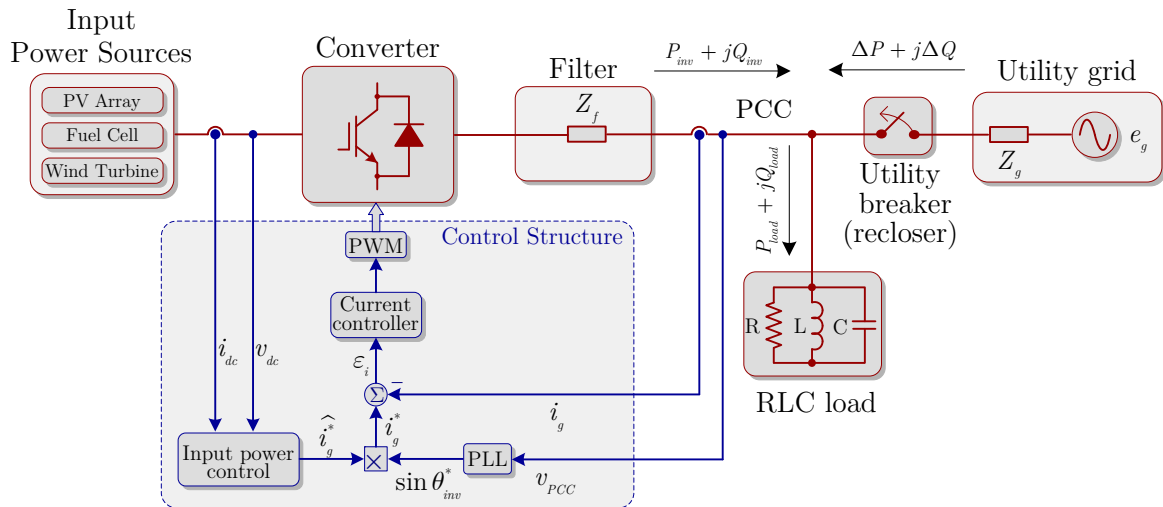 Input
Power Sources
PV Array
Fuel Cell
Wind Turbine
Converter
Filter
Z_f
P_inv + jQ_inv
ΔP + jΔQ
Utility grid
PCC
e_g
Z_g
Utility
breaker
(recloser)
P_load + jQ_load
R
L
C
RLC load
Control Structure
PWM
Current
controller
ε_i
i_dc
v_dc
Σ
−
i_g
î_g^*
i_g^*
Input power
control
×
PLL
sin θ_inv^*
v_PCC